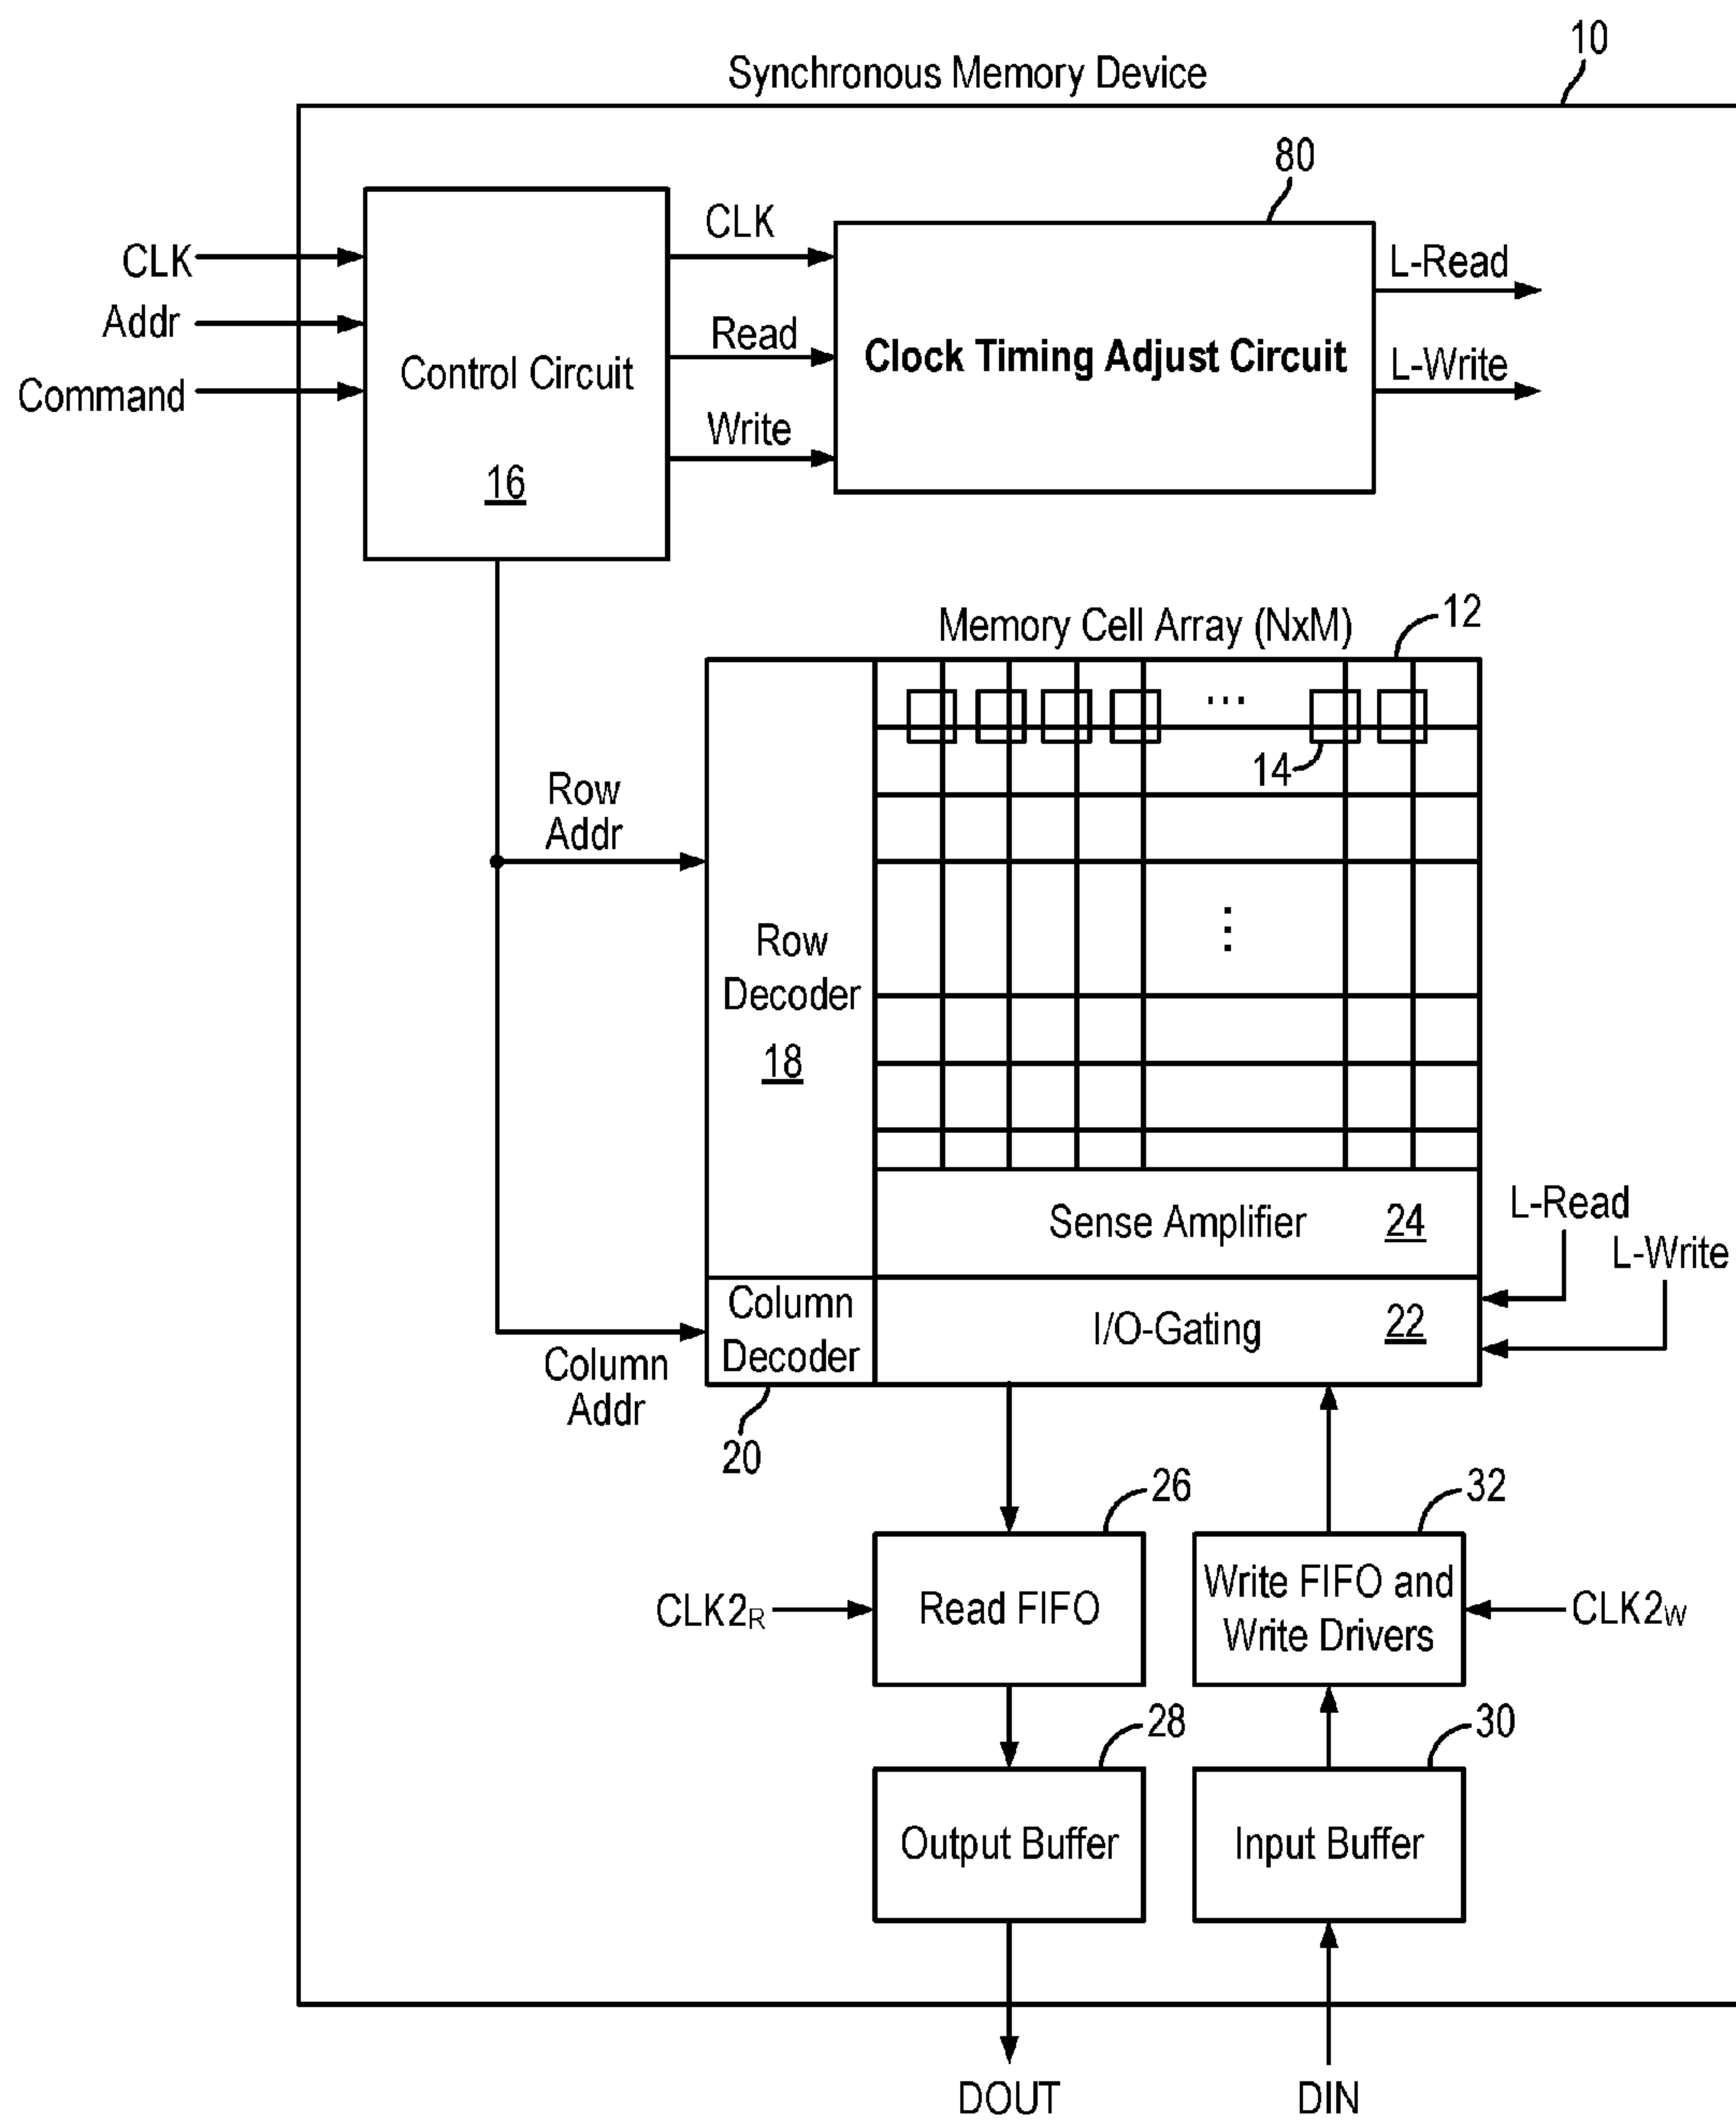 10
Synchronous Memory Device
80
CLK
Addr
Command
Control Circuit
16
CLK
Read
Write
Clock Timing Adjust Circuit
L-Read
L-Write
Memory Cell Array (NxM)
12
...
14
Row
Addr
Row
Decoder
18
⋮
Sense Amplifier 24
L-Read
L-Write
Column
Decoder
I/O-Gating 22
Column
Addr
20
26
32
CLK2R
Read FIFO
Write FIFO and
Write Drivers
CLK2W
28
30
Output Buffer
Input Buffer
DOUT
DIN